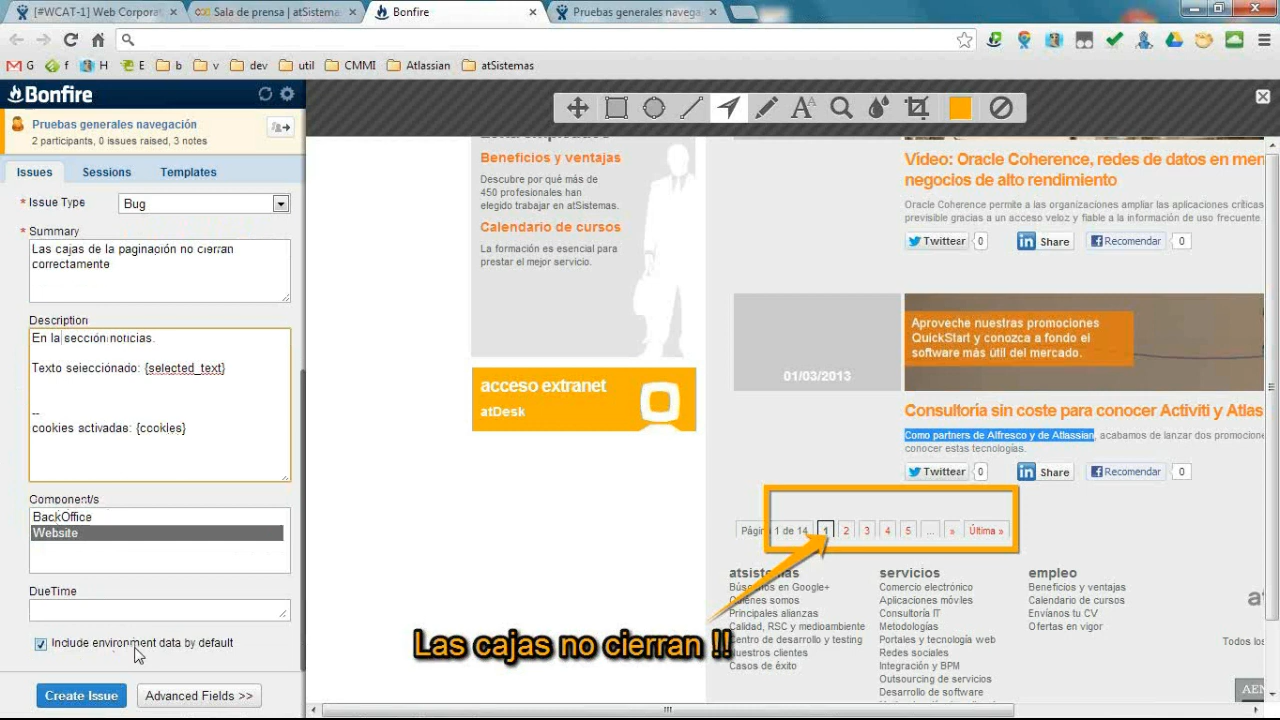 [#WCAT-1] Web Corporat
Sala de prensa | atSistemas
Bonfire
Pruebas generales navega
G
f
H
E
b
v
dev
util
CMMI
Atlassian
atSistemas
Bonfire
Pruebas generales navegación
2 participants, 0 issues raised, 3 notes
Issues Sessions Templates
* Issue Type Bug
* Summary
Las cajas de la paginación no cierran
correctamente
Description
En la sección noticias.
Texto seleccionado: {selected_text}
--
cookies activadas: {cookies}
Component/s
BackOffice
Website
DueTime
Include environment data by default
Create Issue Advanced Fields >>
Beneficios y ventajas
Descubre por qué más de
450 profesionales han
elegido trabajar en atSistemas.
Calendario de cursos
La formación es esencial para
prestar el mejor servicio.
acceso extranet
atDesk
Vídeo: Oracle Coherence, redes de datos en mem
negocios de alto rendimiento
Oracle Coherence permite a las organizaciones ampliar las aplicaciones críticas
previsible gracias a un acceso veloz y fiable a la información de uso frecuente.
Twittear 0 in Share Recomendar 0
01/03/2013
Aproveche nuestras promociones
QuickStart y conozca a fondo el
software más útil del mercado.
Consultoría sin coste para conocer Activiti y Atlas
Como partners de Alfresco y de Atlassian, acabamos de lanzar dos promocione
conocer estas tecnologías.
Twittear 0 in Share Recomendar 0
Página 1 de 14 1 2 3 4 5 ... » Última »
Las cajas no cierran !!
atsistemas
Búsquedas en Google+
Quiénes somos
Principales alianzas
Calidad, RSC y medioambiente
Centro de desarrollo y testing
Nuestros clientes
Casos de éxito
servicios
Comercio electrónico
Aplicaciones móviles
Consultoría IT
Metodologías
Portales y tecnología web
Redes sociales
Integración y BPM
Outsourcing de servicios
Desarrollo de software
empleo
Beneficios y ventajas
Calendario de cursos
Envíanos tu CV
Ofertas en vigor
a
Todos los
AEN